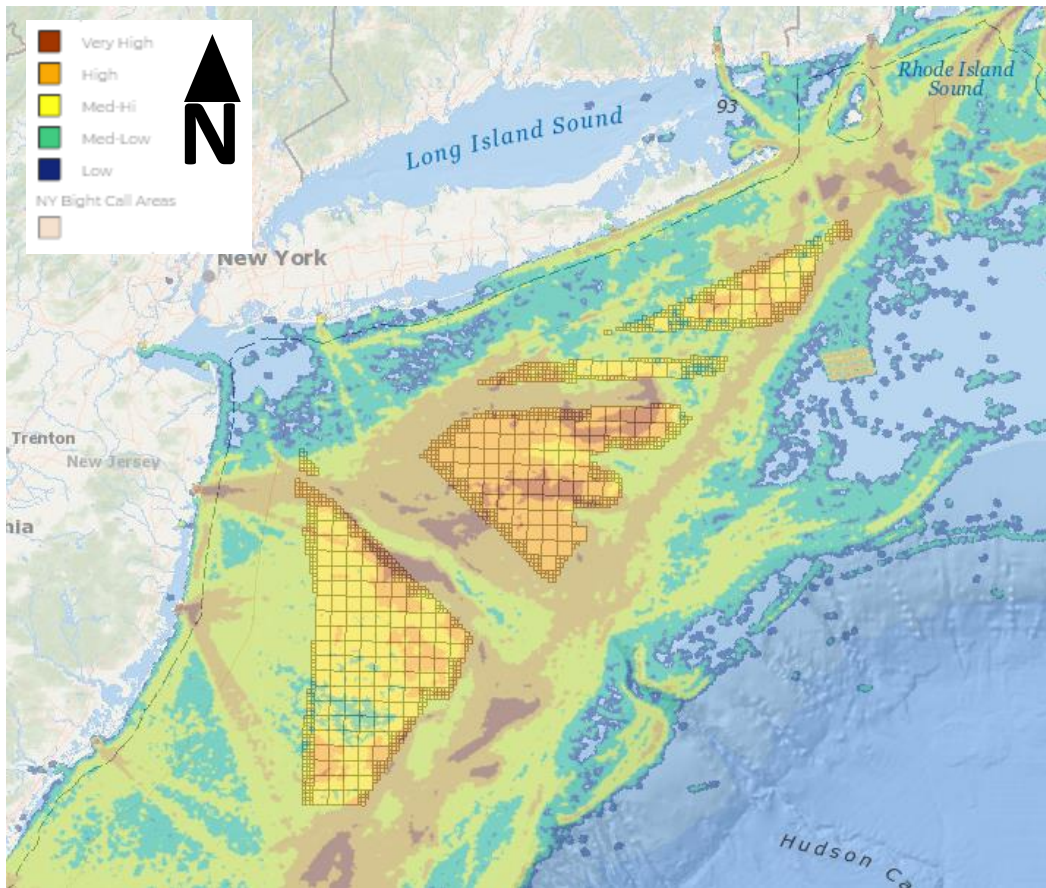 Very High
High
Med-Hi
Med-Low
Low
NY Bight Call Areas
N
93
Rhode Island
Sound
Long Island Sound
New York
Trenton
New Jersey
hia
Hudson Ca